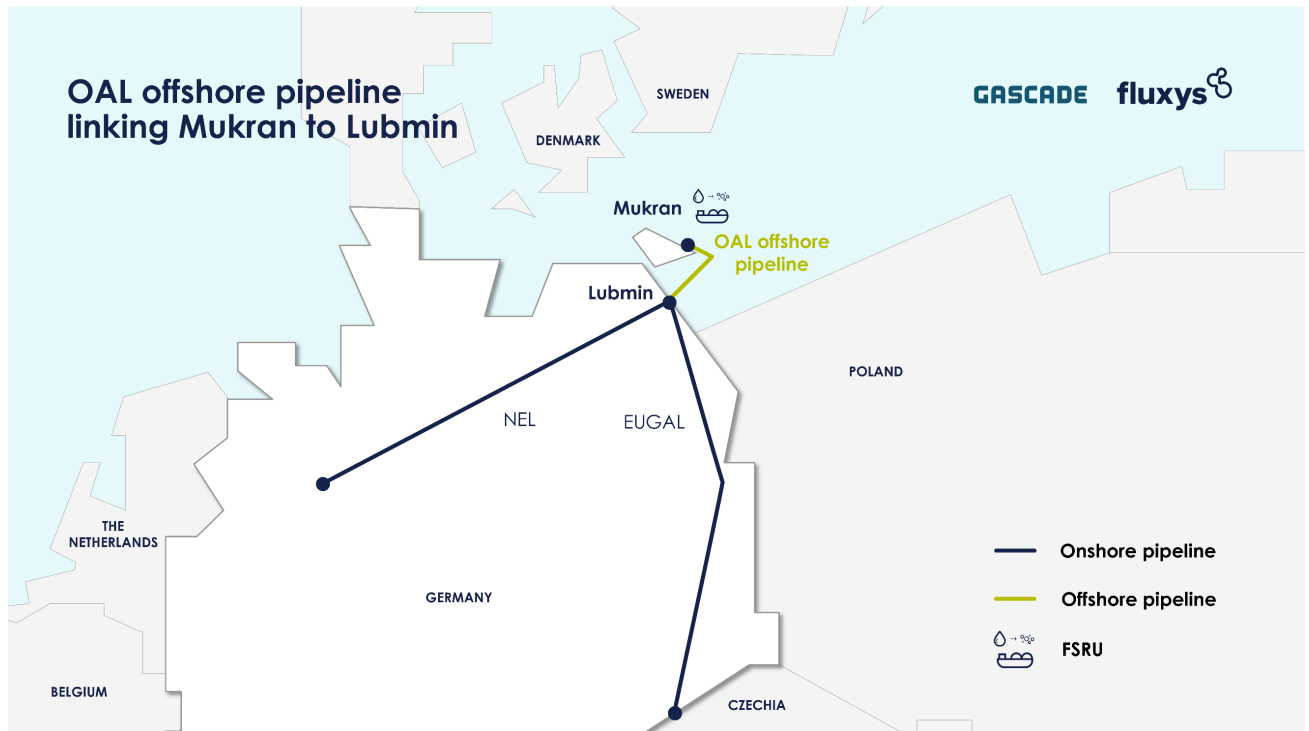 OAL offshore pipeline
linking Mukran to Lubmin
GASCADE
fluxys
SWEDEN
DENMARK
Mukran
OAL offshore
pipeline
Lubmin
POLAND
NEL
EUGAL
THE
NETHERLANDS
GERMANY
BELGIUM
CZECHIA
Onshore pipeline
Offshore pipeline
FSRU